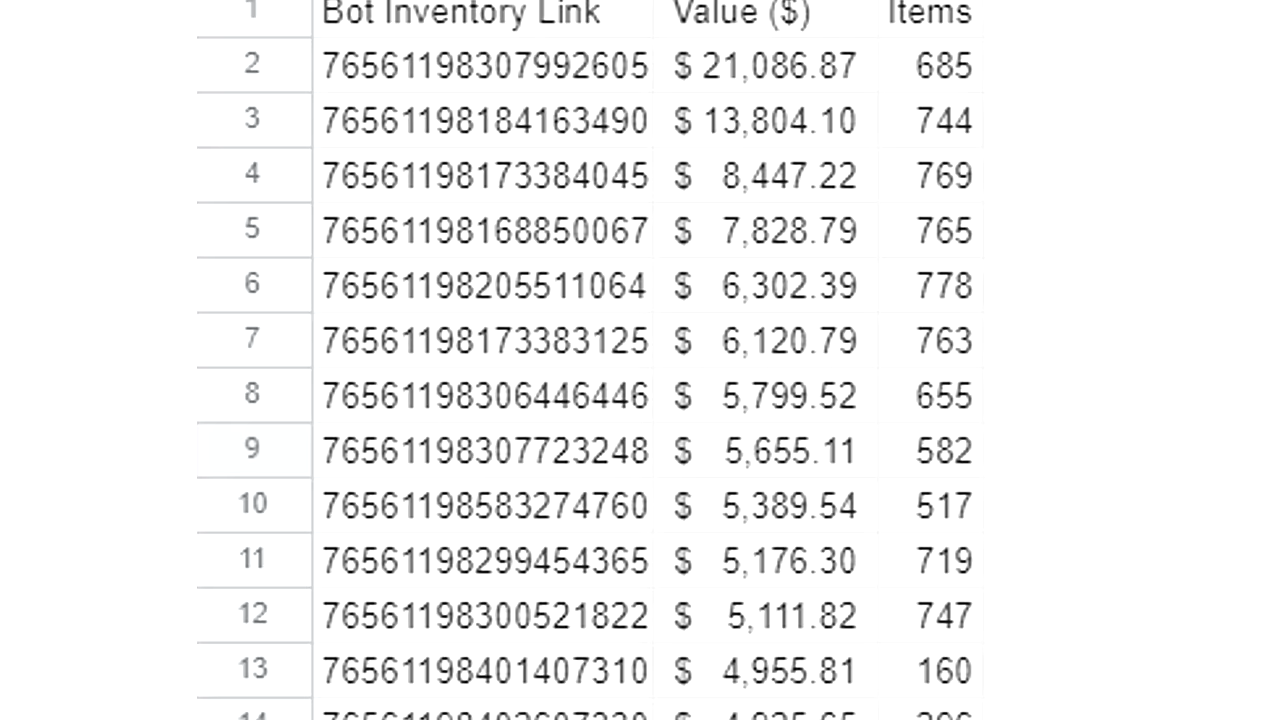 1 Bot Inventory Link Value ($) Items
2 76561198307992605 $ 21,086.87 685
3 76561198184163490 $ 13,804.10 744
4 76561198173384045 $ 8,447.22 769
5 76561198168850067 $ 7,828.79 765
6 76561198205511064 $ 6,302.39 778
7 76561198173383125 $ 6,120.79 763
8 76561198306446446 $ 5,799.52 655
9 76561198307723248 $ 5,655.11 582
10 76561198583274760 $ 5,389.54 517
11 76561198299454365 $ 5,176.30 719
12 76561198300521822 $ 5,111.82 747
13 76561198401407310 $ 4,955.81 160